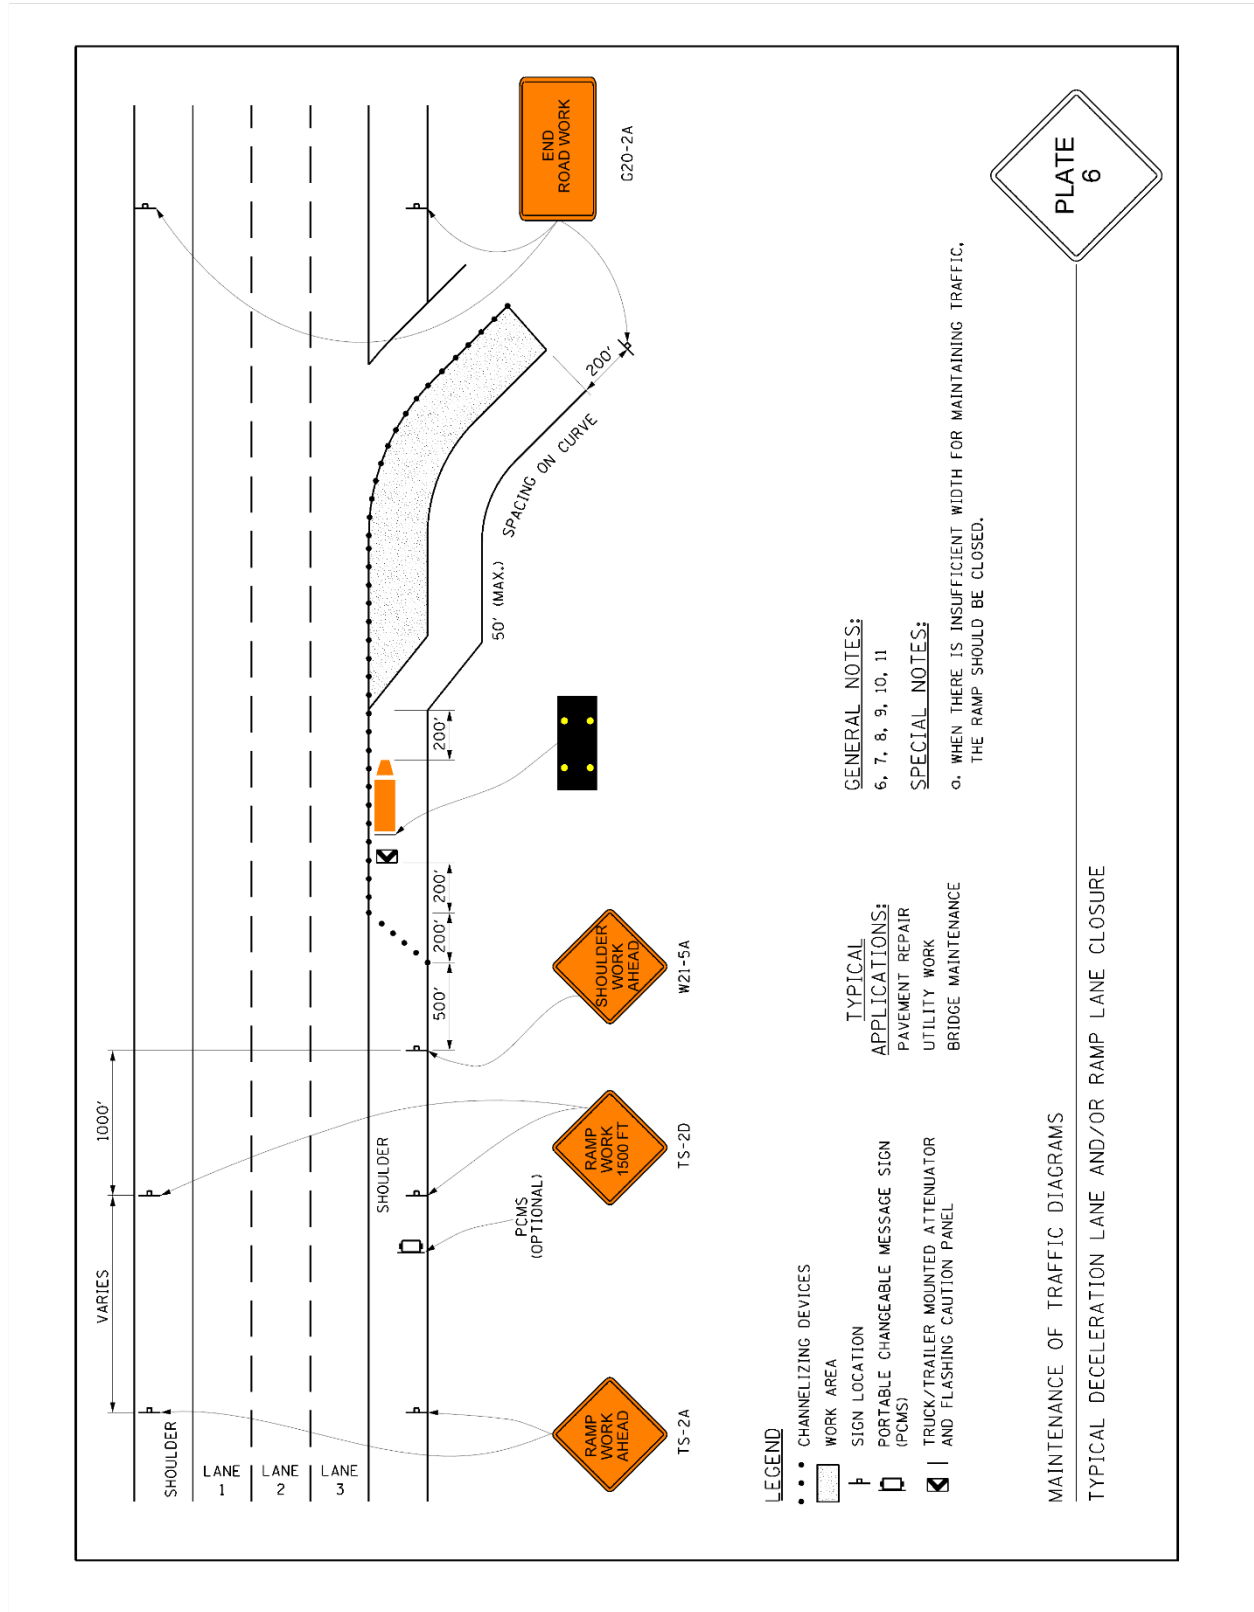 1000'
VARIES
SHOULDER
LANE
1
LANE
2
LANE
3
SHOULDER
PCMS
(OPTIONAL)
500'
200'
200'
200'
50' (MAX.) SPACING ON CURVE
200'
RAMP
WORK
AHEAD
TS-2A
RAMP
WORK
1500 FT
TS-2D
SHOULDER
WORK
AHEAD
W21-5A
END
ROAD WORK
G20-2A
LEGEND
CHANNELIZING DEVICES
WORK AREA
SIGN LOCATION
PORTABLE CHANGEABLE MESSAGE SIGN
(PCMS)
TRUCK/TRAILER MOUNTED ATTENUATOR
AND FLASHING CAUTION PANEL
TYPICAL
APPLICATIONS:
PAVEMENT REPAIR
UTILITY WORK
BRIDGE MAINTENANCE
GENERAL NOTES:
6, 7, 8, 9, 10, 11
SPECIAL NOTES:
a. WHEN THERE IS INSUFFICIENT WIDTH FOR MAINTAINING TRAFFIC,
THE RAMP SHOULD BE CLOSED.
MAINTENANCE OF TRAFFIC DIAGRAMS
TYPICAL DECELERATION LANE AND/OR RAMP LANE CLOSURE
PLATE
6